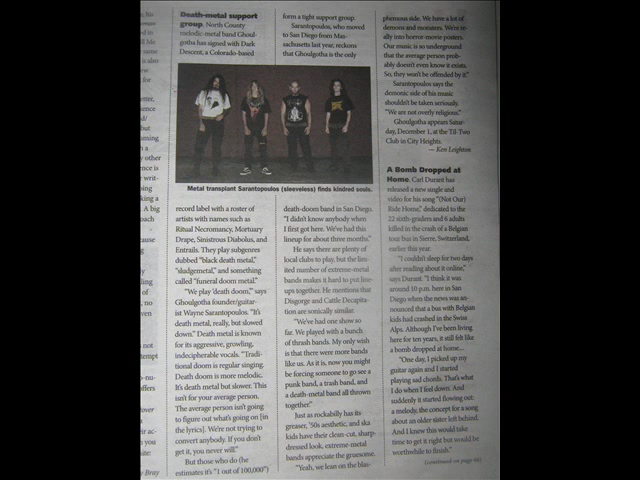 Death-metal support
group. North County
melodic-metal band Ghoul-
gotha has signed with Dark
Descent, a Colorado-based
form a tight support group.
Sarantopoulos, who moved
to San Diego from Mas-
sachusetts last year, reckons
that Ghoulgotha is the only
Metal transplant Sarantopoulos (sleeveless) finds kindred souls.
record label with a roster of
artists with names such as
Ritual Necromancy, Mortuary
Drape, Sinistrous Diabolus, and
Entrails. They play subgenres
dubbed "black death metal,"
"sludgemetal," and something
called "funeral doom metal."
"We play 'death doom,'" says
Ghoulgotha founder/guitar-
ist Wayne Sarantopoulos. "It's
death metal, really, but slowed
down." Death metal is known
for its aggressive, growling,
indecipherable vocals. "Tradi-
tional doom is regular singing.
Death doom is more melodic.
It's death metal but slower. This
isn't for your average person.
The average person isn't going
to figure out what's going on [in
the lyrics]. We're not trying to
convert anybody. If you don't
get it, you never will."
But those who do (he
estimates it's "1 out of 100,000")
death-doom band in San Diego.
"I didn't know anybody when
I first got here. We've had this
lineup for about three months."
He says there are plenty of
local clubs to play, but the lim-
ited number of extreme-metal
bands makes it hard to put line-
ups together. He mentions that
Disgorge and Cattle Decapita-
tion are sonically similar.
"We've had one show so
far. We played with a bunch
of thrash bands. My only wish
is that there were more bands
like us. As it is, now you might
be forcing someone to go see a
punk band, a trash band, and
a death-metal band all thrown
together."
Just as rockabilly has its
greaser, '50s aesthetic, and ska
kids have their clean-cut, sharp-
dressed look, extreme-metal
bands appreciate the gruesome.
"Yeah, we lean on the blas-
phemous side. We have a lot of
demons and monsters. We're re-
ally into horror-movie posters.
Our music is so underground
that the average person prob-
ably doesn't even know it exists.
So, they won't be offended by it."
Sarantopoulos says the
demonic side of his music
shouldn't be taken seriously.
"We are not overly religious."
Ghoulgotha appears Satur-
day, December 1, at the Til-Two
Club in City Heights.
— Ken Leighton
A Bomb Dropped at
Home. Carl Durant has
released a new single and
video for his song "(Not Our)
Ride Home," dedicated to the
22 sixth-graders and 6 adults
killed in the crash of a Belgian
tour bus in Sierre, Switzerland,
earlier this year.
"I couldn't sleep for two days
after reading about it online,"
says Durant. "I think it was
around 10 p.m. here in San
Diego when the news was an-
nounced that a bus with Belgian
kids had crashed in the Swiss
Alps. Although I've been living
here for ten years, it still felt like
a bomb dropped at home...
"One day, I picked up my
guitar again and I started
playing sad chords. That's what
I do when I feel down. And
suddenly it started flowing out:
a melody, the concept for a song
about an older sister left behind.
And I knew this would take
time to get it right but would be
worthwhile to finish."
(continued on page 66)